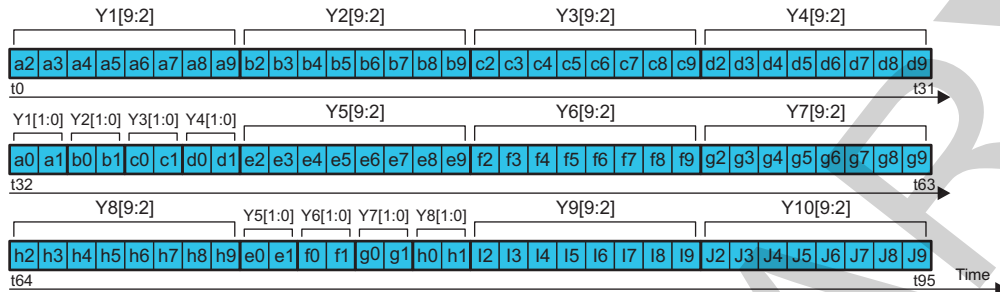 Y1[9:2] Y2[9:2] Y3[9:2] Y4[9:2]
a2 a3 a4 a5 a6 a7 a8 a9 b2 b3 b4 b5 b6 b7 b8 b9 c2 c3 c4 c5 c6 c7 c8 c9 d2 d3 d4 d5 d6 d7 d8 d9
t0 t31
Y1[1:0] Y2[1:0] Y3[1:0] Y4[1:0] Y5[9:2] Y6[9:2] Y7[9:2]
a0 a1 b0 b1 c0 c1 d0 d1 e2 e3 e4 e5 e6 e7 e8 e9 f2 f3 f4 f5 f6 f7 f8 f9 g2 g3 g4 g5 g6 g7 g8 g9
t32 t63
Y8[9:2] Y5[1:0] Y6[1:0] Y7[1:0] Y8[1:0] Y9[9:2] Y10[9:2]
h2 h3 h4 h5 h6 h7 h8 h9 e0 e1 f0 f1 g0 g1 h0 h1 I2 I3 I4 I5 I6 I7 I8 I9 J2 J3 J4 J5 J6 J7 J8 J9
t64 t95 Time